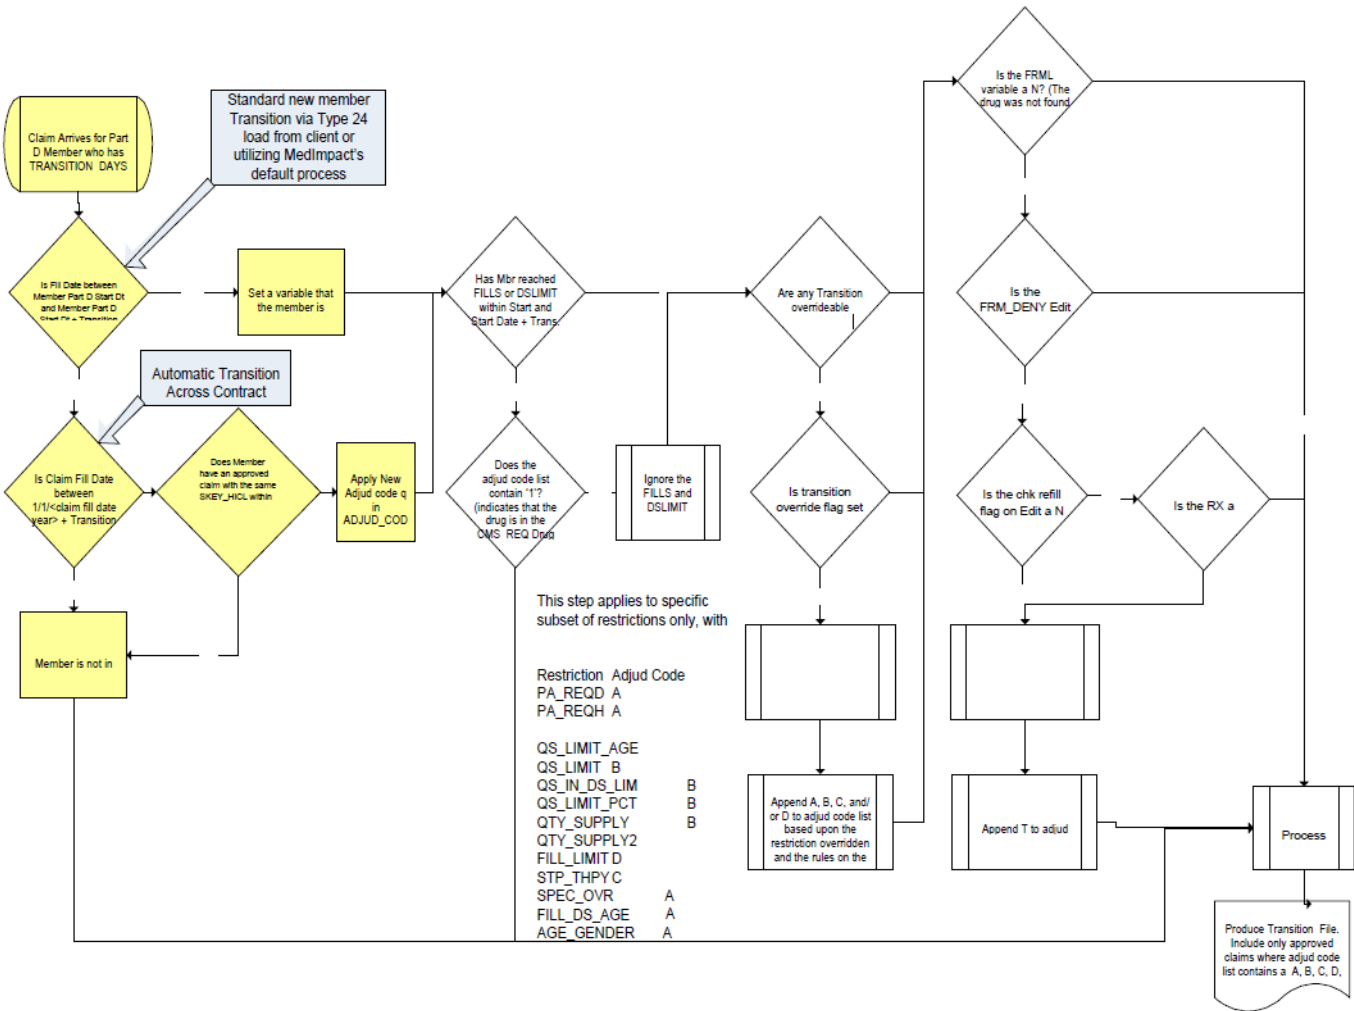 Claim Arrives for Part
D Member who has
TRANSITION DAYS
Standard new member
Transition via Type 24
load from client or
utilizing MedImpact's
default process
Is Fill Date between
Member Part D Start Dt
and Member Part D
Start Dt + Transition
Set a variable that
the member is
Automatic Transition
Across Contract
Is Claim Fill Date
between
1/1/<claim fill date
year> + Transition
Does Member
have an approved
claim with the same
SKEY_HICL within
Apply New
Adjud code q
in
ADJUD_COD
Member is not in
Has Mbr reached
FILLS or DSLIMIT
within Start and
Start Date + Trans.
Does the
adjud code list
contain '1'?
(indicates that the
drug is in the
CMS_REQ Drug
Ignore the
FILLS and
DSLIMIT
This step applies to specific
subset of restrictions only, with
Restriction Adjud Code
PA_REQD A
PA_REQH A
QS_LIMIT_AGE
QS_LIMIT B
QS_IN_DS_LIM B
QS_LIMIT_PCT B
QTY_SUPPLY B
QTY_SUPPLY2
FILL_LIMIT D
STP_THPY C
SPEC_OVR A
FILL_DS_AGE A
AGE_GENDER A
Are any Transition
overrideable
Is transition
override flag set
Append A, B, C, and/
or D to adjud code list
based upon the
restriction overridden
and the rules on the
Is the FRML
variable a N? (The
drug was not found
Is the
FRM_DENY Edit
Is the chk refill
flag on Edit a N
Is the RX a
Append T to adjud
Process
Produce Transition File.
Include only approved
claims where adjud code
list contains a A, B, C, D,